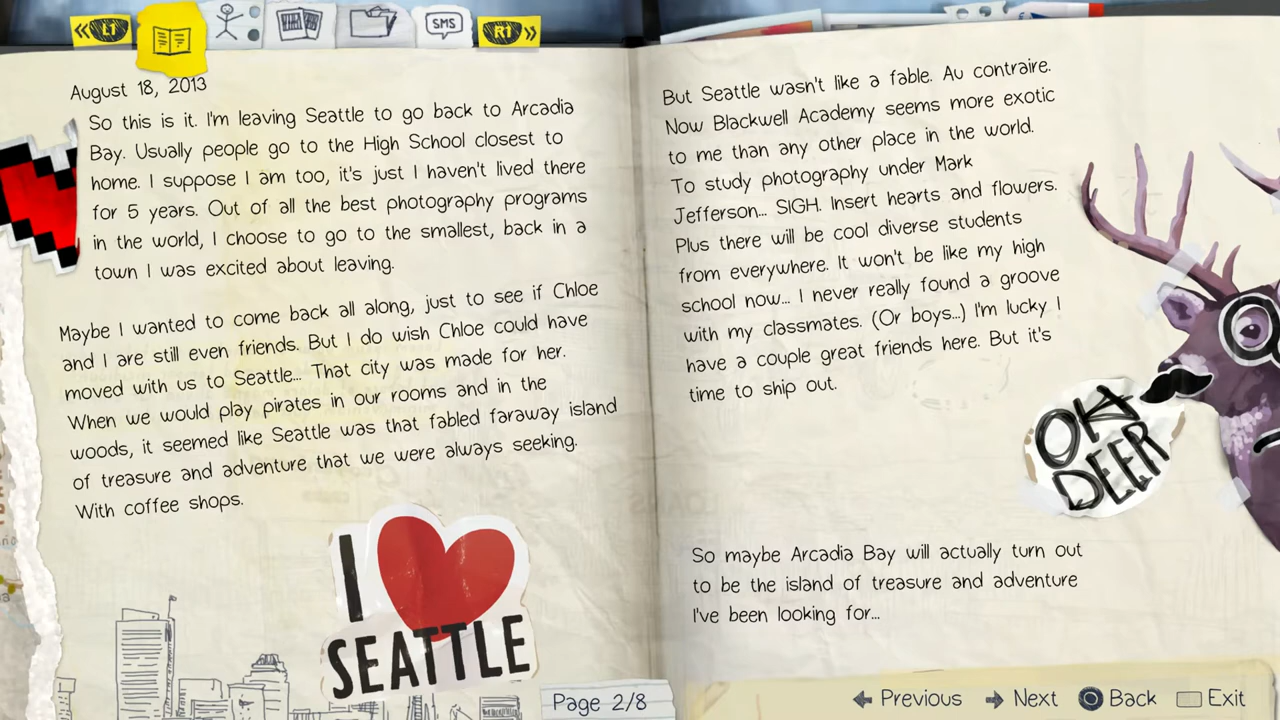 L1
SMS
R1
August 18, 2013
So this is it. I'm leaving Seattle to go back to Arcadia
Bay. Usually people go to the High School closest to
home. I suppose I am too, it's just I haven't lived there
for 5 years. Out of all the best photography programs
in the world, I choose to go to the smallest, back in a
town I was excited about leaving.
Maybe I wanted to come back all along, just to see if Chloe
and I are still even friends. But I do wish Chloe could have
moved with us to Seattle... That city was made for her.
When we would play pirates in our rooms and in the
woods, it seemed like Seattle was that fabled faraway island
of treasure and adventure that we were always seeking.
With coffee shops.
I
SEATTLE
But Seattle wasn't like a fable. Au contraire.
Now Blackwell Academy seems more exotic
to me than any other place in the world.
To study photography under Mark
Jefferson... SIGH. Insert hearts and flowers.
Plus there will be cool diverse students
from everywhere. It won't be like my high
school now... I never really found a groove
with my classmates. (Or boys...) I'm lucky I
have a couple great friends here. But it's
time to ship out.
OH
DEER
So maybe Arcadia Bay will actually turn out
to be the island of treasure and adventure
I've been looking for...
Page 2/8
Previous
Next
Back
Exit